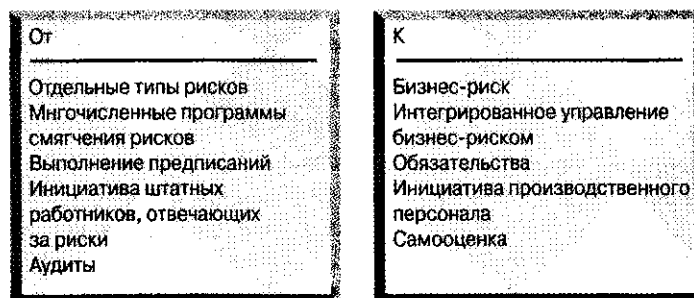 От
Отдельные типы рисков
Мнгочисленные программы
смягчения рисков
Выполнение предписаний
Инициатива штатных
работников, отвечающих
за риски
Аудиты
К
Бизнес-риск
Интегрированное управление
бизнес-риском
Обязательства
Инициатива производственного
персонала
Самооценка